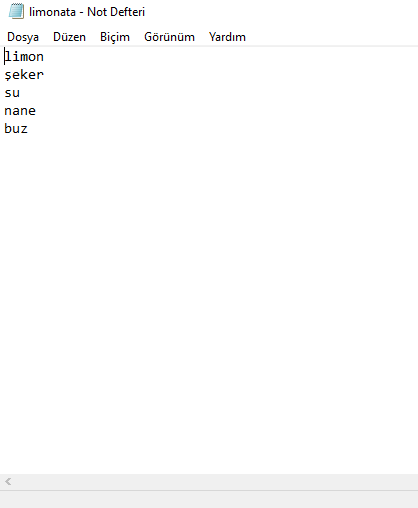 limonata - Not Defteri
Dosya Düzen Biçim Görünüm Yardım
limon
şeker
su
nane
buz